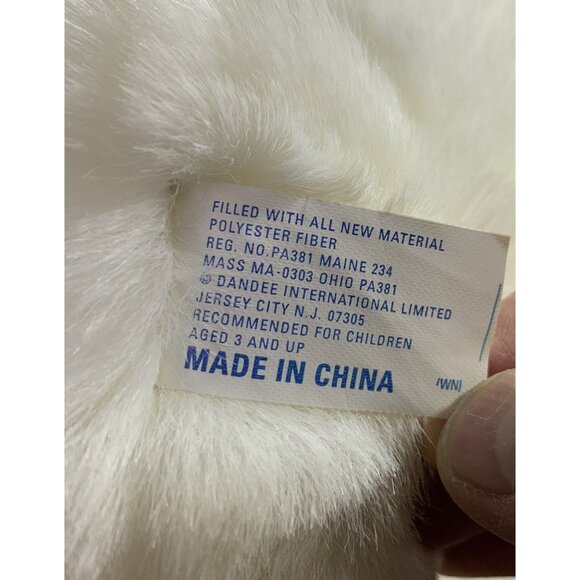 FILLED WITH ALL NEW MATERIAL
POLYESTER FIBER
REG. NO.PA381 MAINE 234
MASS MA-0303 OHIO PA381
© DANDEE INTERNATIONAL LIMITED
JERSEY CITY N.J. 07305
RECOMMENDED FOR CHILDREN
AGED 3 AND UP
MADE IN CHINA